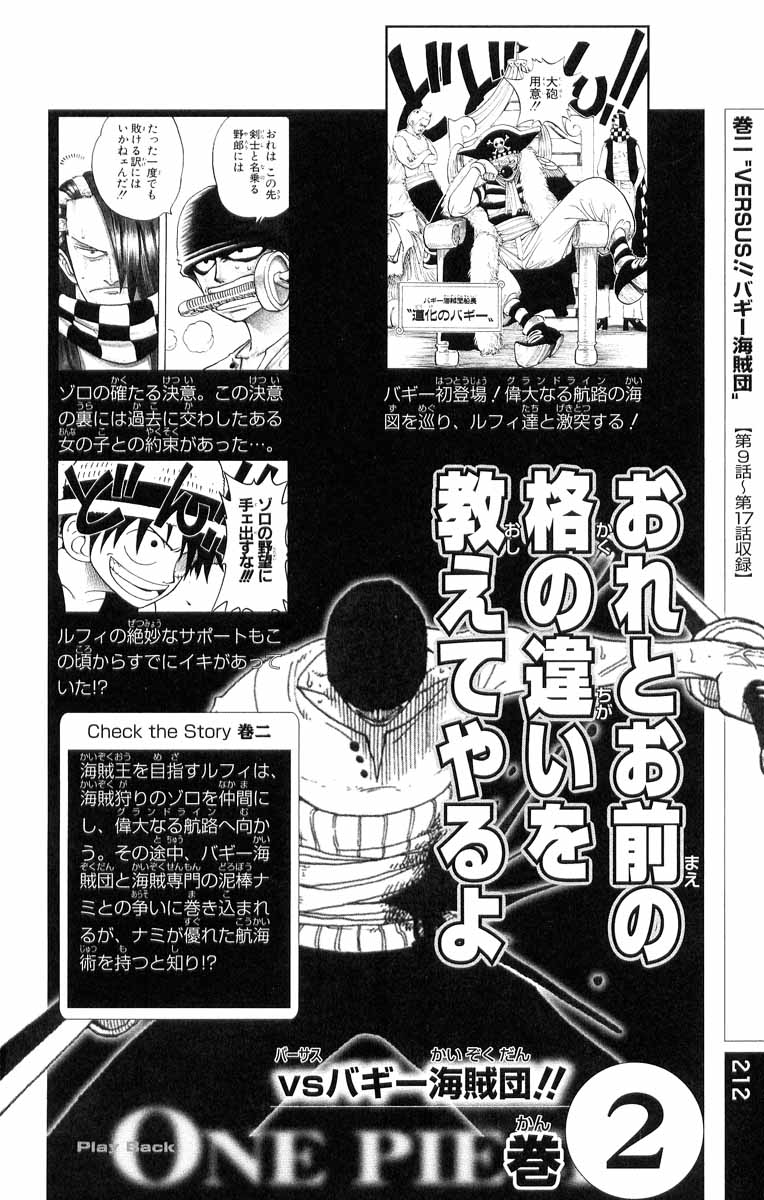 巻二 "VERSUS!! バギー海賊団" 【第9話～第17話収録】
大砲
用意!!
バギー海賊団船長
"道化のバギー"
バギー初登場！偉大なる航路の海
図を巡り、ルフィ達と激突する！
おれは この先
剣士と名乗る
野郎には
たった一度でも
敗ける訳には
いかねェんだ!!
ゾロの確たる決意。この決意
の裏には過去に交わしたある
女の子との約束があった…。
ゾロの野望に
手ェ出すな!!!
ルフィの絶妙なサポートもこ
の頃からすでにイキがあって
いた!?
おれとお前の
格の違いを
教えてやるよ
Check the Story 巻二
海賊王を目指すルフィは、
海賊狩りのゾロを仲間に
し、偉大なる航路へ向か
う。その途中、バギー海
賊団と海賊専門の泥棒ナ
ミとの争いに巻き込まれ
るが、ナミが優れた航海
術を持つと知り!?
vsバギー海賊団!!
Play Back:
ONE PIE
巻
2
212